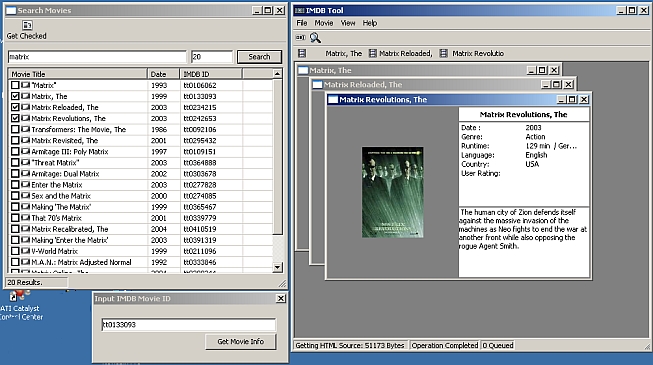 Search Movies
Get Checked
matrix 20 Search
Movie Title Date IMDB ID
"Matrix" 1993 tt0106062
Matrix, The 1999 tt0133093
Matrix Reloaded, The 2003 tt0234215
Matrix Revolutions, The 2003 tt0242653
Transformers: The Movie, The 1986 tt0092106
Matrix Revisited, The 2001 tt0295432
Armitage III: Poly Matrix 1997 tt0109151
"Threat Matrix" 2003 tt0364888
Armitage: Dual Matrix 2002 tt0303678
Enter the Matrix 2003 tt0277828
Sex and the Matrix 2000 tt0274085
Making 'The Matrix' 1999 tt0365467
That 70's Matrix 2001 tt0339779
Matrix Recalibrated, The 2004 tt0410519
Making 'Enter the Matrix' 2003 tt0391319
V-World Matrix 1999 tt0211096
M.A.N.: Matrix Adjusted Normal 1992 tt0333046
20 Results.
ATI Catalyst
Control Center
Input IMDB Movie ID
tt0133093
Get Movie Info
IMDB Tool
File Movie View Help
Matrix, The Matrix Reloaded, Matrix Revolutio
Matrix, The
Matrix Reloaded, The
Matrix Revolutions, The
Matrix Revolutions, The
Date : 2003
Genre: Action
Runtime: 129 min / Ger...
Language: English
Country: USA
User Rating:
The human city of Zion defends itself
against the massive invasion of the
machines as Neo fights to end the war at
another front while also opposing the
rogue Agent Smith.
Getting HTML Source: 51173 Bytes Operation Completed 0 Queued